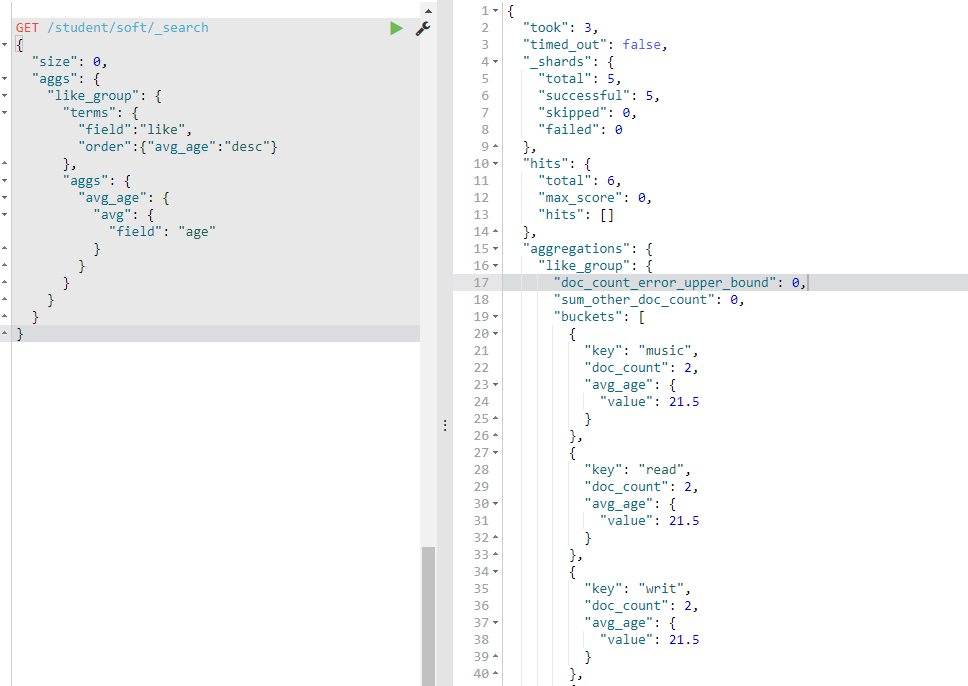 GET /student/soft/_search
{
  "size": 0,
  "aggs": {
    "like_group": {
      "terms": {
        "field":"like",
        "order":{"avg_age":"desc"}
      },
      "aggs": {
        "avg_age": {
          "avg": {
            "field": "age"
          }
        }
      }
    }
  }
}
1 {
2   "took": 3,
3   "timed_out": false,
4   "_shards": {
5     "total": 5,
6     "successful": 5,
7     "skipped": 0,
8     "failed": 0
9   },
10   "hits": {
11     "total": 6,
12     "max_score": 0,
13     "hits": []
14   },
15   "aggregations": {
16     "like_group": {
17       "doc_count_error_upper_bound": 0,
18       "sum_other_doc_count": 0,
19       "buckets": [
20         {
21           "key": "music",
22           "doc_count": 2,
23           "avg_age": {
24             "value": 21.5
25           }
26         },
27         {
28           "key": "read",
29           "doc_count": 2,
30           "avg_age": {
31             "value": 21.5
32           }
33         },
34         {
35           "key": "writ",
36           "doc_count": 2,
37           "avg_age": {
38             "value": 21.5
39           }
40         },